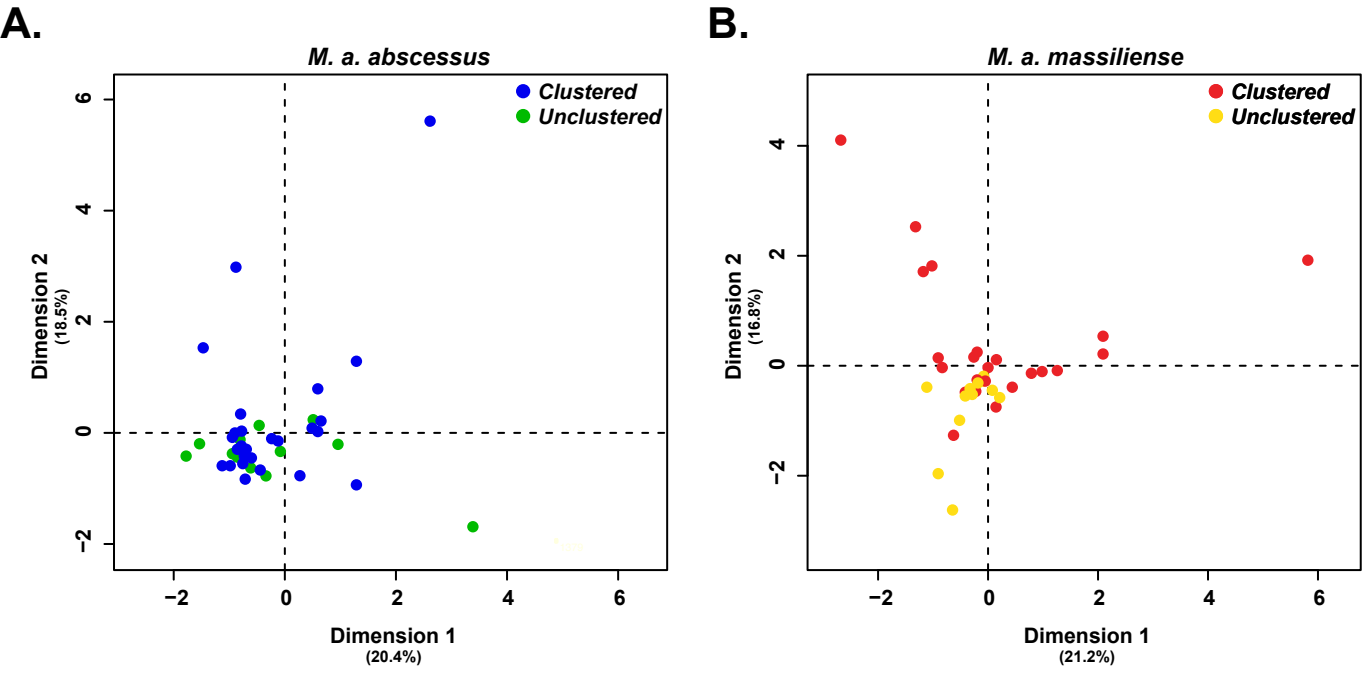 A.
M. a. abscessus
Clustered
Unclustered
6
4
2
0
−2
Dimension 2
(18.5%)
−2
0
2
4
6
Dimension 1
(20.4%)
B.
M. a. massiliense
Clustered
Unclustered
4
2
0
−2
Dimension 2
(16.8%)
−2
0
2
4
6
Dimension 1
(21.2%)